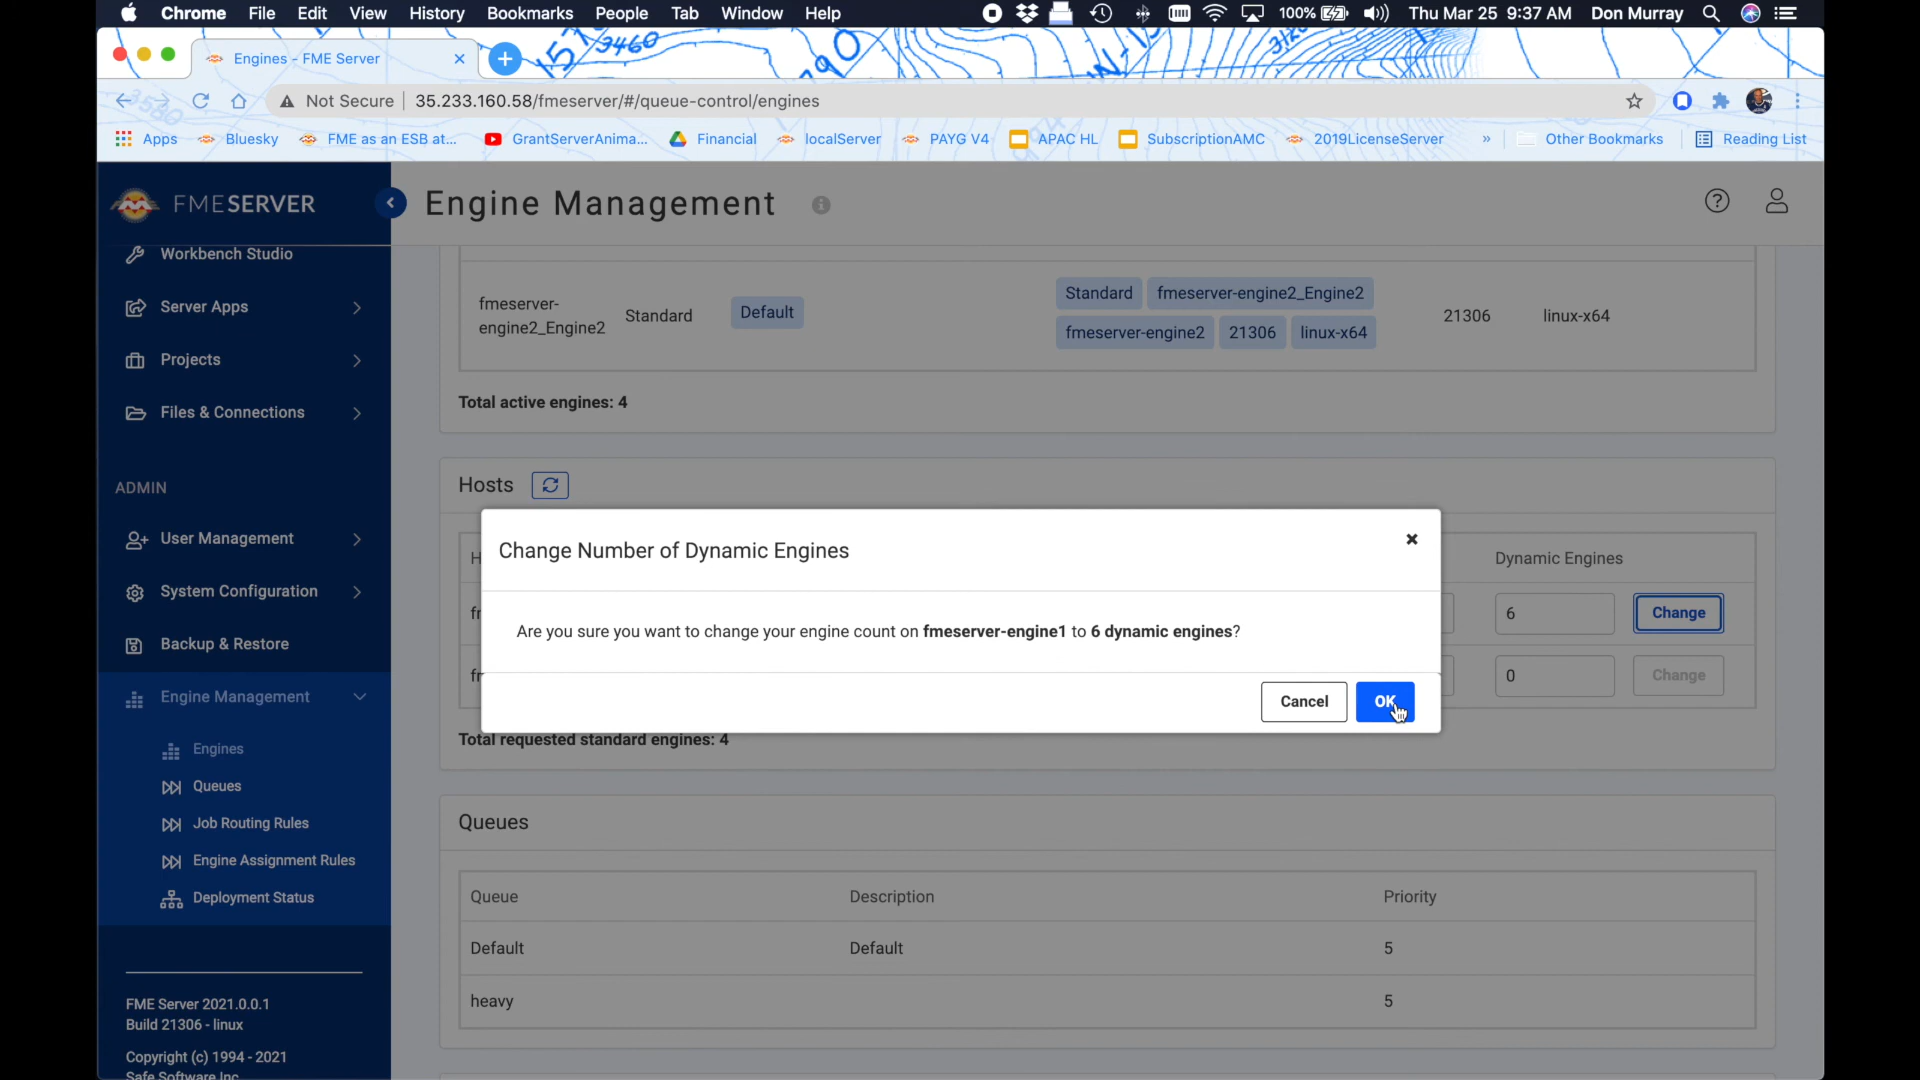 Chrome File Edit View History Bookmarks People Tab Window Help 100% Thu Mar 25 9:37 AM Don Murray
Engines - FME Server
3460
Not Secure 35.233.160.58/fmeserver/#/queue-control/engines
Apps Bluesky FME as an ESB at... GrantServerAnima... Financial localServer PAYG V4 APAC HL SubscriptionAMC 2019LicenseServer » Other Bookmarks Reading List
FMESERVER
Engine Management
Workbench Studio
Server Apps
Projects
Files & Connections
ADMIN
User Management
System Configuration
Backup & Restore
Engine Management
Engines
Queues
Job Routing Rules
Engine Assignment Rules
Deployment Status
FME Server 2021.0.0.1
Build 21306 - linux
Copyright (c) 1994 - 2021
Safe Software Inc.
fmeserver-
engine2_Engine2
Standard
Default
Standard fmeserver-engine2_Engine2
fmeserver-engine2 21306 linux-x64
21306
linux-x64
Total active engines: 4
Hosts
Dynamic Engines
6 Change
0 Change
Change Number of Dynamic Engines
Are you sure you want to change your engine count on fmeserver-engine1 to 6 dynamic engines?
Cancel OK
Total requested standard engines: 4
Queues
Queue Description Priority
Default Default 5
heavy 5